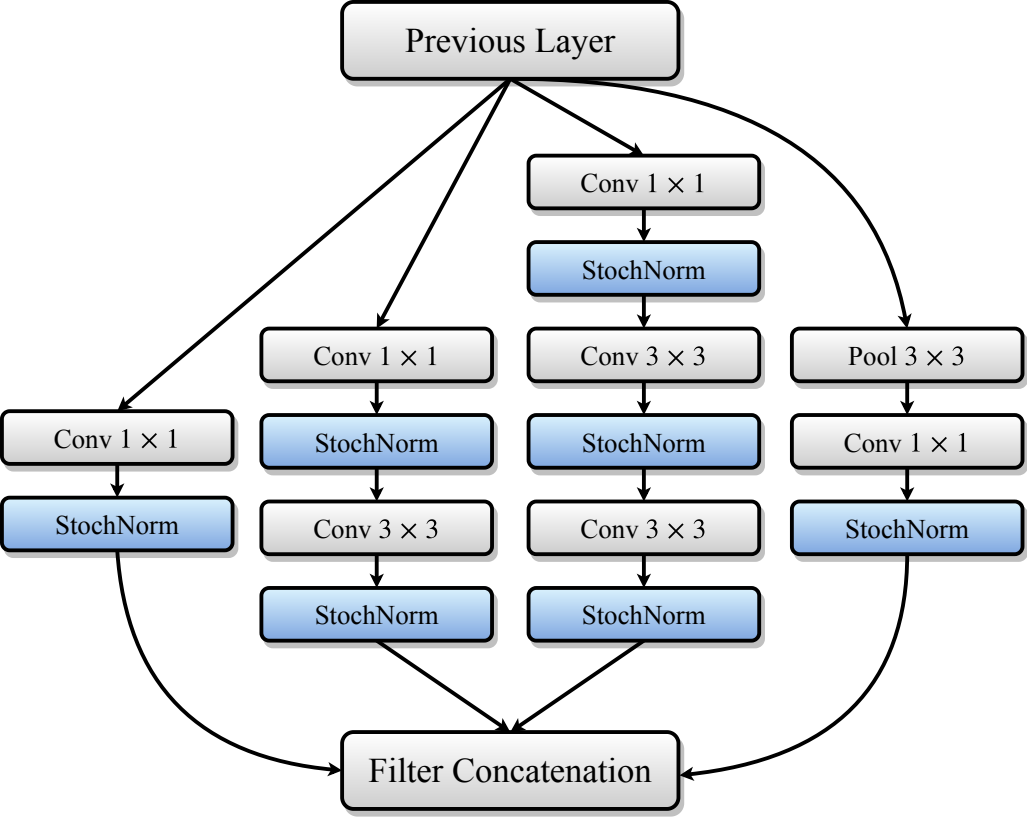 Previous Layer
Conv 1 × 1
StochNorm
Conv 1 × 1
StochNorm
Conv 3 × 3
StochNorm
Conv 1 × 1
StochNorm
Conv 3 × 3
StochNorm
Conv 3 × 3
StochNorm
Pool 3 × 3
Conv 1 × 1
StochNorm
Filter Concatenation